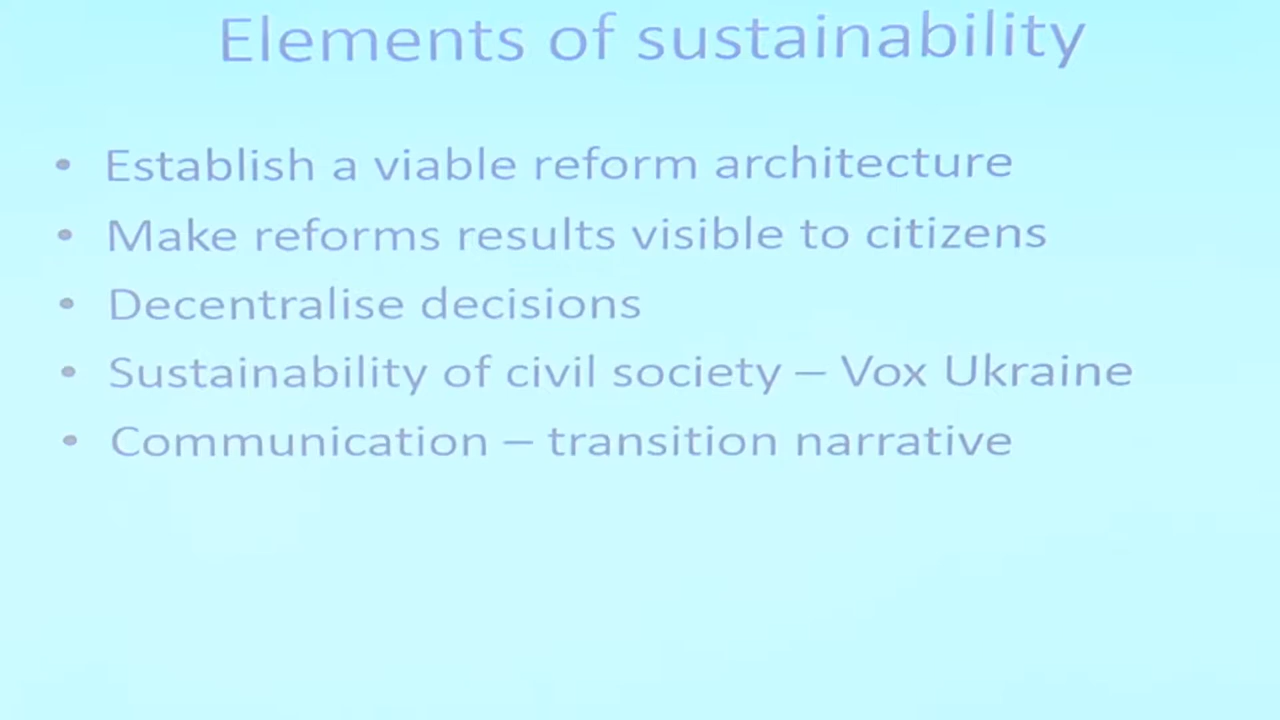 Elements of sustainability
• Establish a viable reform architecture
• Make reforms results visible to citizens
• Decentralise decisions
• Sustainability of civil society – Vox Ukraine
• Communication – transition narrative